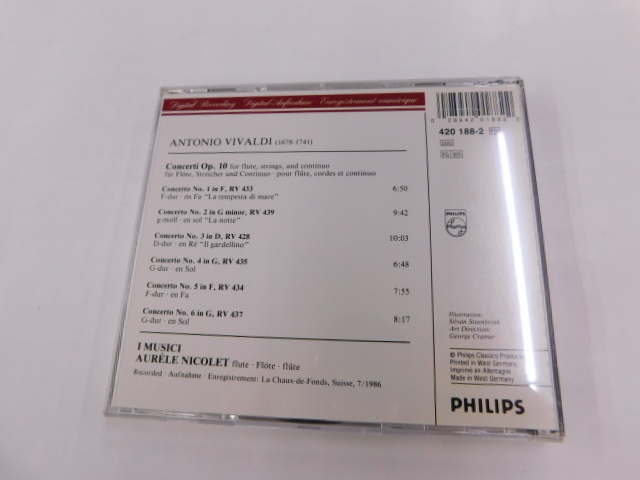 Digital Recording · Digital-Aufnahme · Enregistrement numérique
ANTONIO VIVALDI (1678-1741)
Concerti Op. 10 for flute, strings, and continuo
für Flöte, Streicher und Continuo · pour flûte, cordes et continuo
Concerto No. 1 in F, RV 433 6:50
F-dur · en Fa "La tempesta di mare"
Concerto No. 2 in G minor, RV 439 9:42
g-moll · en sol "La notte"
Concerto No. 3 in D, RV 428 10:03
D-dur · en Ré "Il gardellino"
Concerto No. 4 in G, RV 435 6:48
G-dur · en Sol
Concerto No. 5 in F, RV 434 7:55
F-dur · en Fa
Concerto No. 6 in G, RV 437 8:17
G-dur · en Sol
I MUSICI
AURÈLE NICOLET flute · Flöte · flûte
Recorded · Aufnahme · Enregistrement: La Chaux-de-Fonds, Suisse, 7/1986
420 188-2
DDD
PHILIPS
Illustration:
Silvan Steenbrink
Art Direction:
George Cramer
© Philips Classics Productions
Printed in West Germany
Imprimé en Allemagne
Made in West Germany
PHILIPS